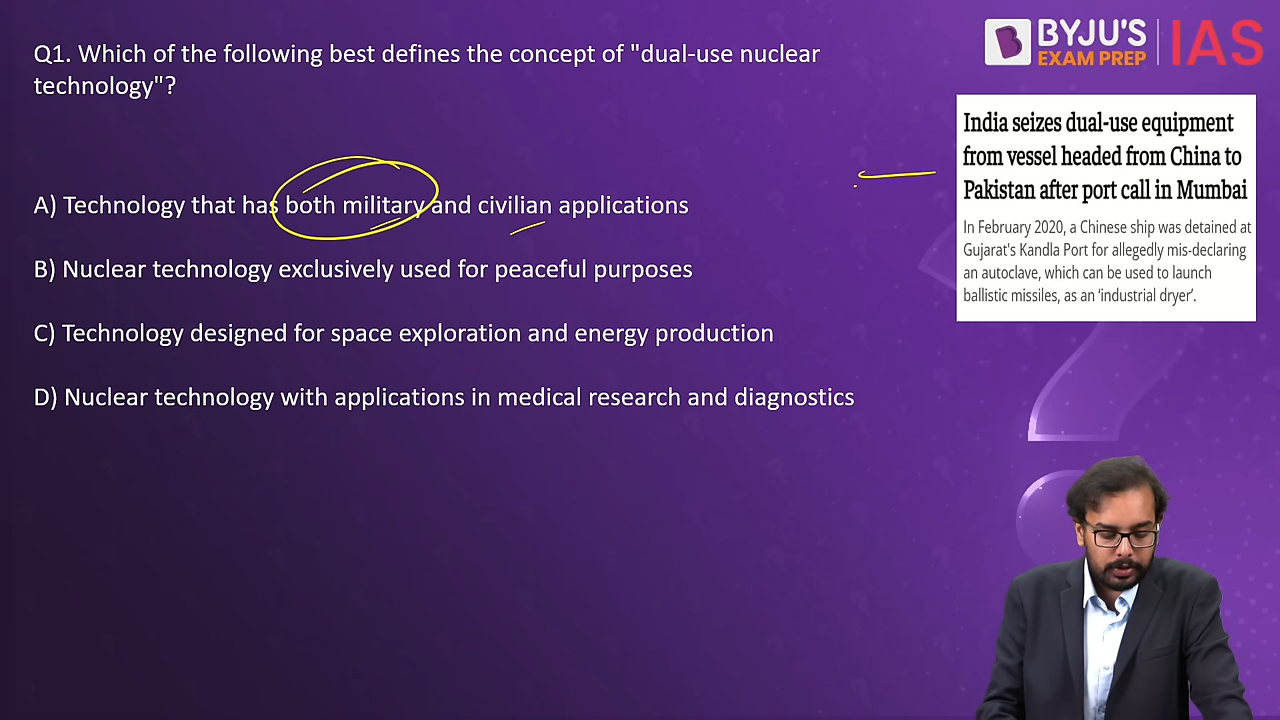 Q1. Which of the following best defines the concept of "dual-use nuclear
technology"?
A) Technology that has both military and civilian applications
B) Nuclear technology exclusively used for peaceful purposes
C) Technology designed for space exploration and energy production
D) Nuclear technology with applications in medical research and diagnostics
BYJU'S
EXAM PREP
IAS
India seizes dual-use equipment
from vessel headed from China to
Pakistan after port call in Mumbai
In February 2020, a Chinese ship was detained at
Gujarat's Kandla Port for allegedly mis-declaring
an autoclave, which can be used to launch
ballistic missiles, as an ‘industrial dryer’.